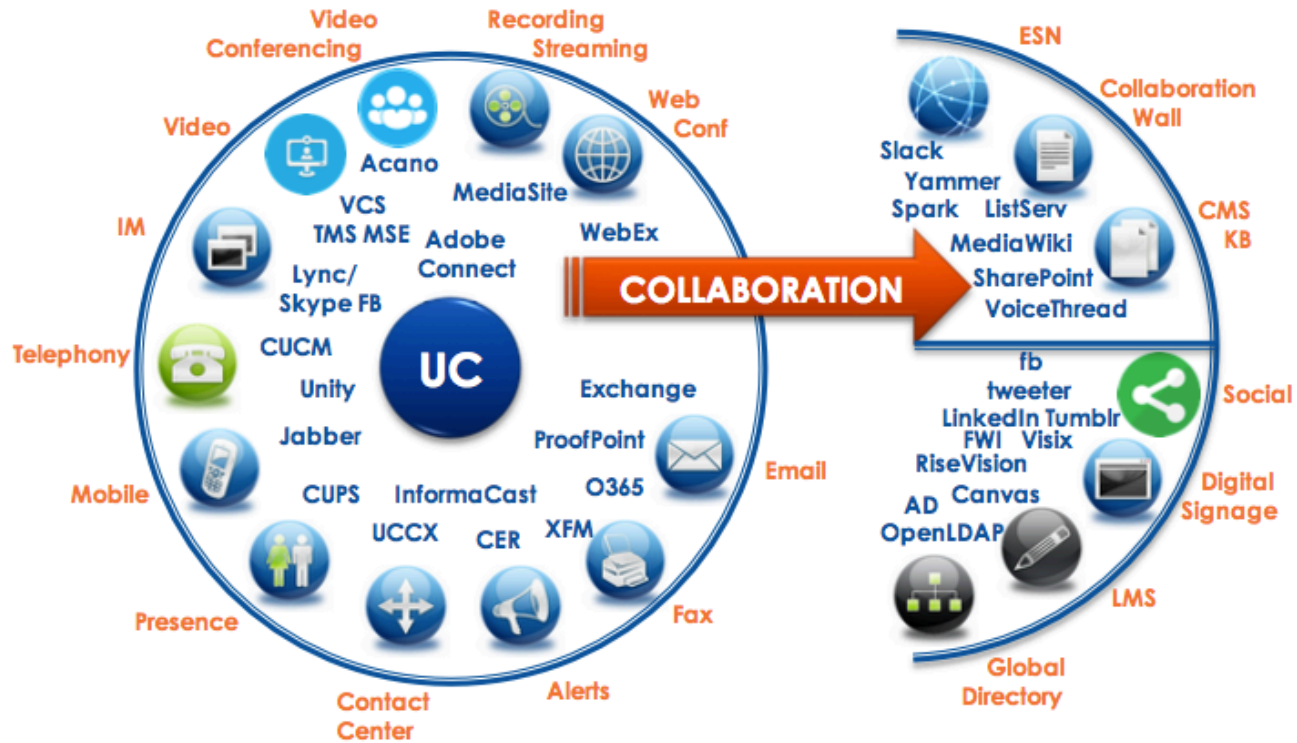 Video
Conferencing
Recording
Streaming
Web
Conf
Video
IM
Telephony
Mobile
Presence
Contact
Center
Alerts
Fax
Email
Acano
MediaSite
VCS
TMS MSE
Adobe
Connect
WebEx
Lync/
Skype FB
CUCM
Unity
UC
Exchange
Jabber
ProofPoint
CUPS
InformaCast
O365
UCCX
CER
XFM
COLLABORATION
ESN
Collaboration
Wall
CMS
KB
Slack
Yammer
Spark
ListServ
MediaWiki
SharePoint
VoiceThread
fb
tweeter
LinkedIn Tumblr
FWI Visix
RiseVision
Canvas
AD
OpenLDAP
Social
Digital
Signage
LMS
Global
Directory